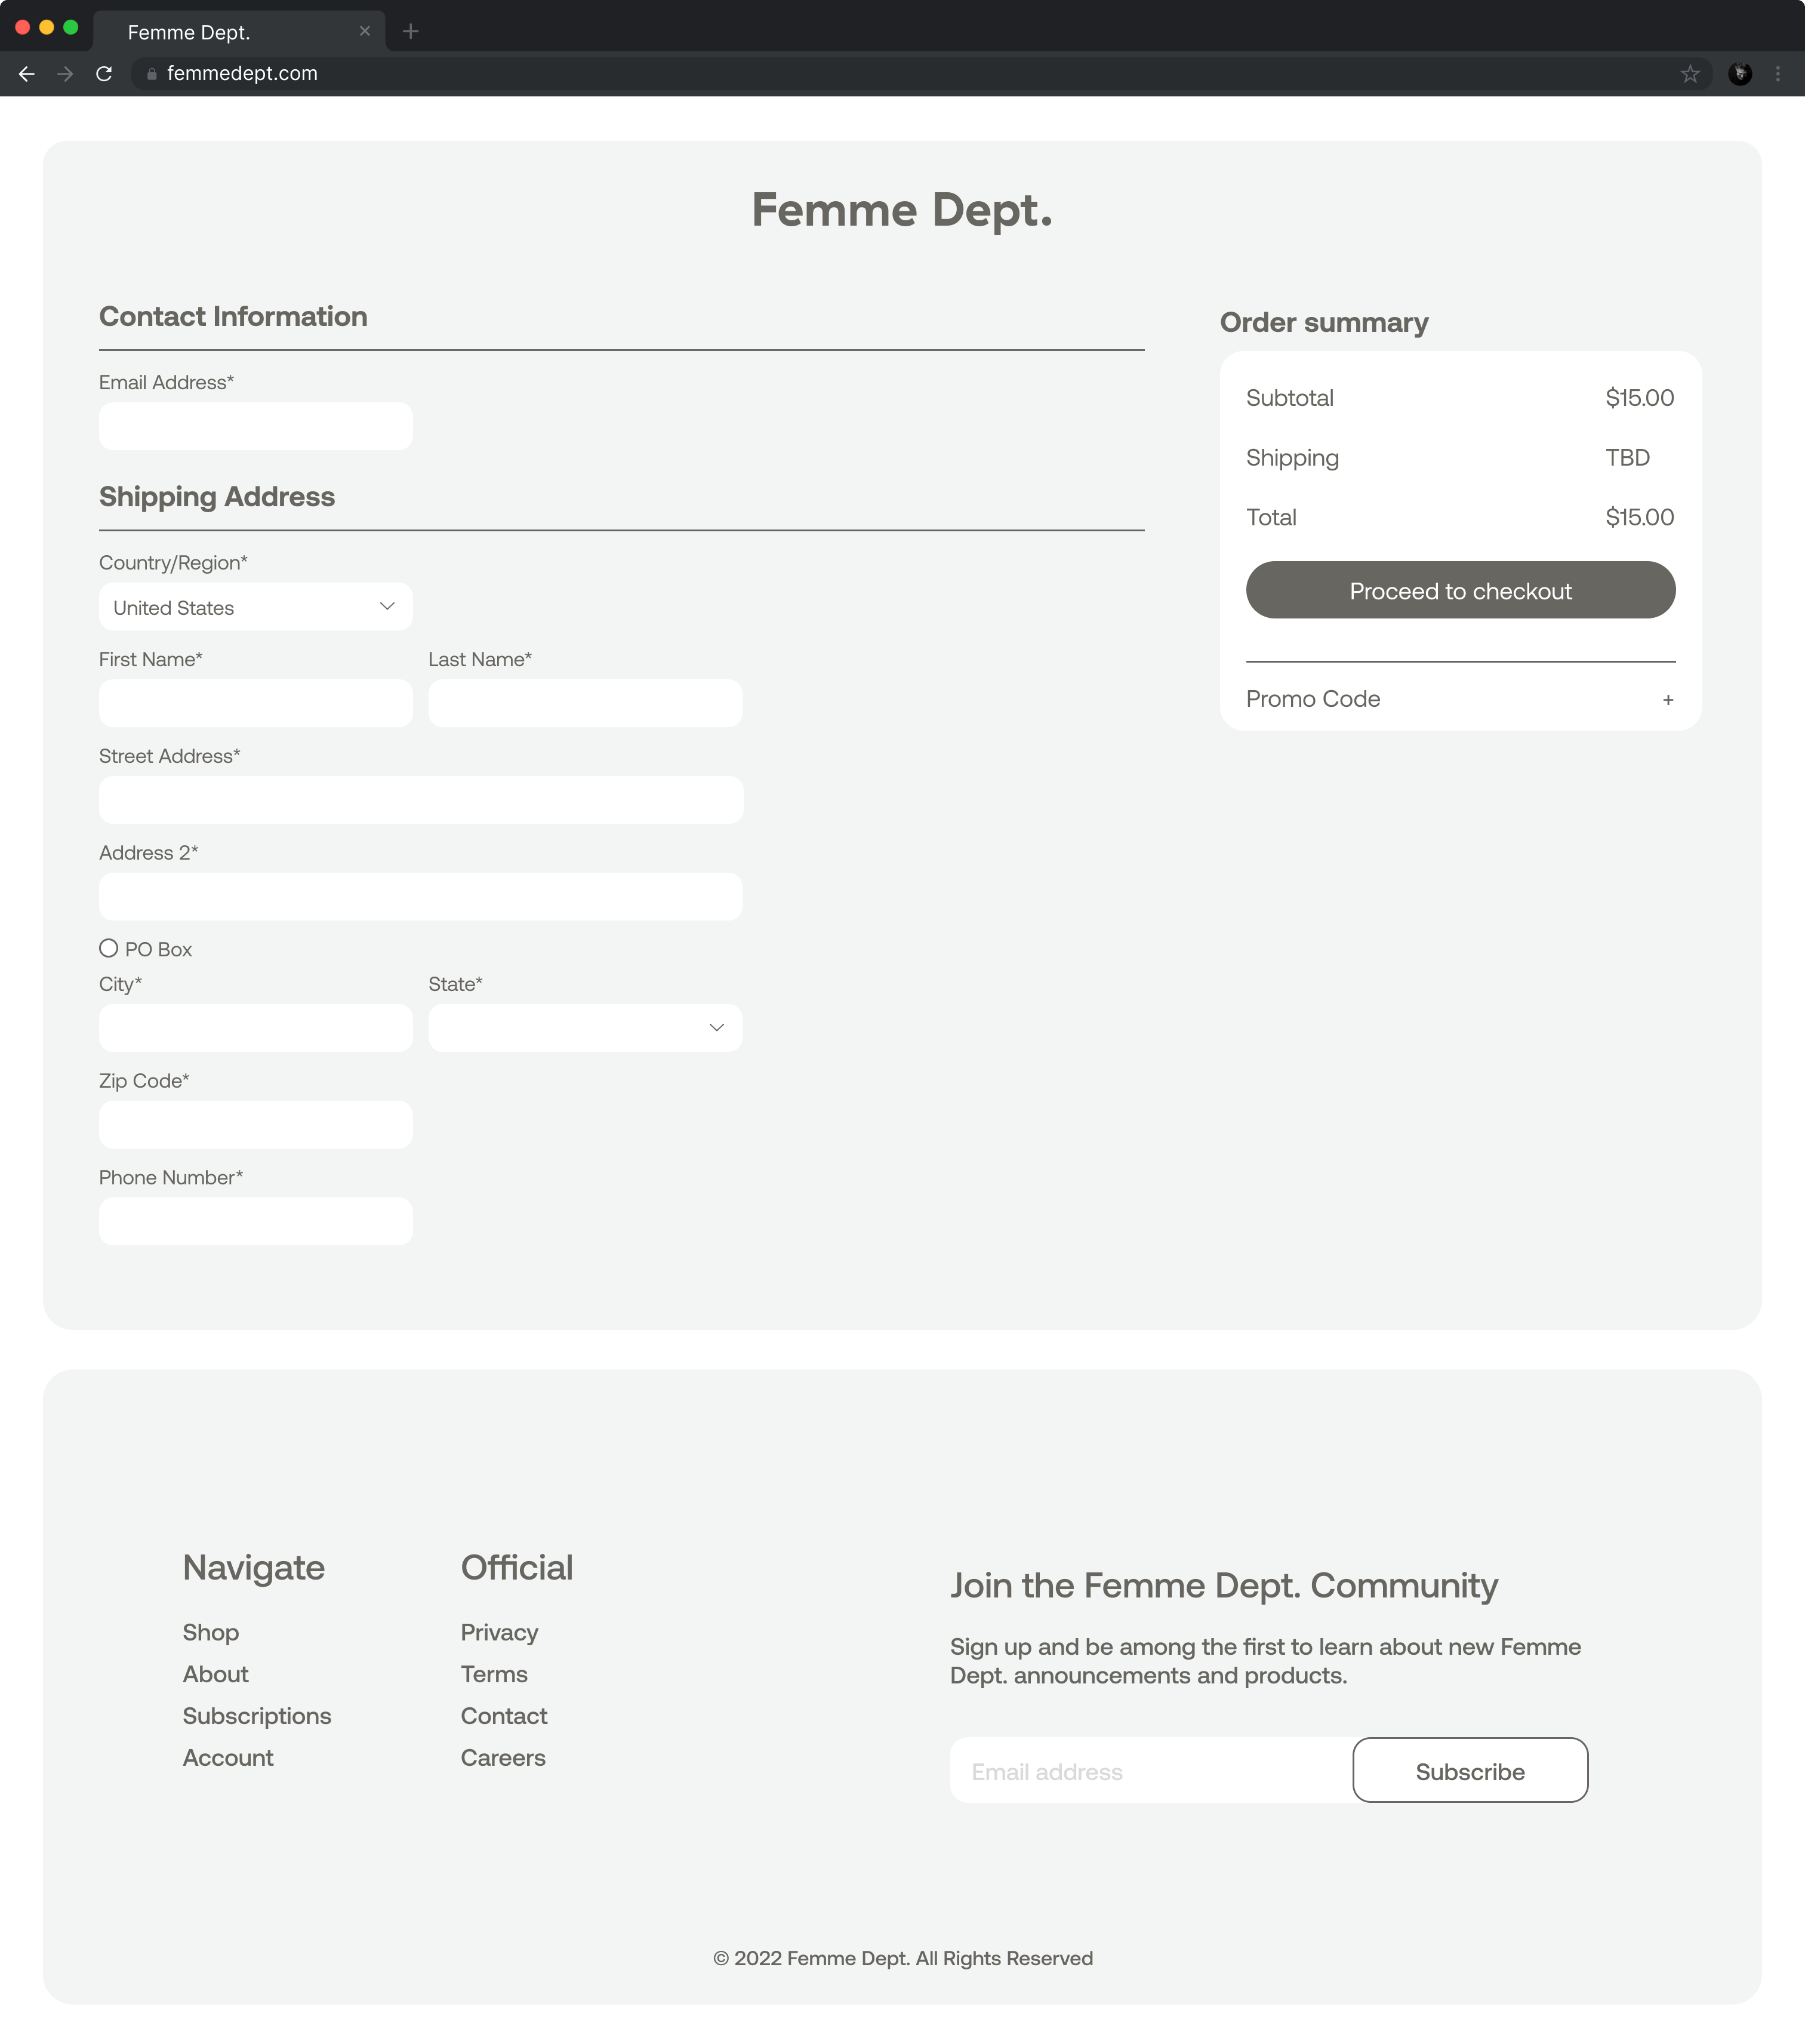 Femme Dept.
femmedept.com
Femme Dept.
Contact Information
Email Address*
Shipping Address
Country/Region*
United States
First Name* Last Name*
Street Address*
Address 2*
PO Box
City* State*
Zip Code*
Phone Number*
Order summary
Subtotal $15.00
Shipping TBD
Total $15.00
Proceed to checkout
Promo Code +
Navigate
Shop
About
Subscriptions
Account
Official
Privacy
Terms
Contact
Careers
Join the Femme Dept. Community
Sign up and be among the first to learn about new Femme
Dept. announcements and products.
Email address Subscribe
© 2022 Femme Dept. All Rights Reserved